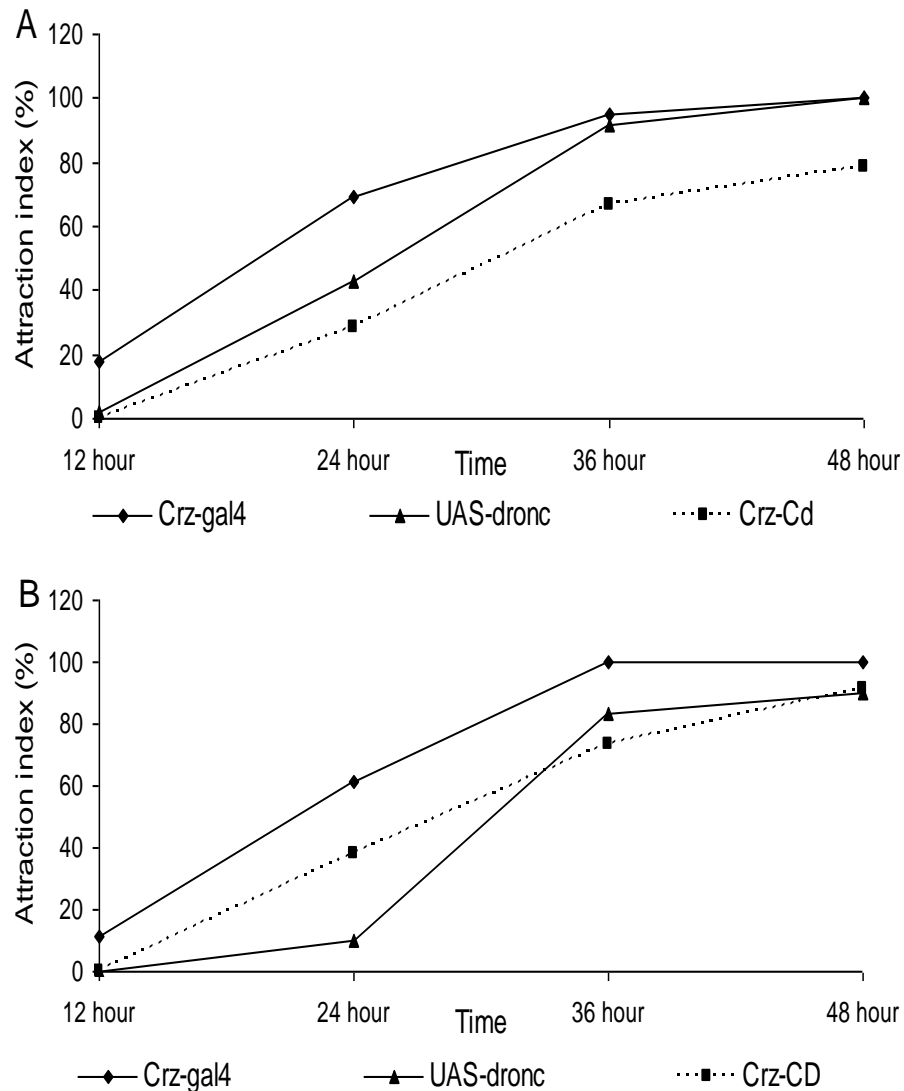 A
Attraction index (%)
120
100
80
60
40
20
0
12 hour 24 hour 36 hour 48 hour
Time
Crz-gal4 UAS-dronc Crz-Cd
B
Attraction index (%)
120
100
80
60
40
20
0
12 hour 24 hour 36 hour 48 hour
Time
Crz-gal4 UAS-dronc Crz-CD